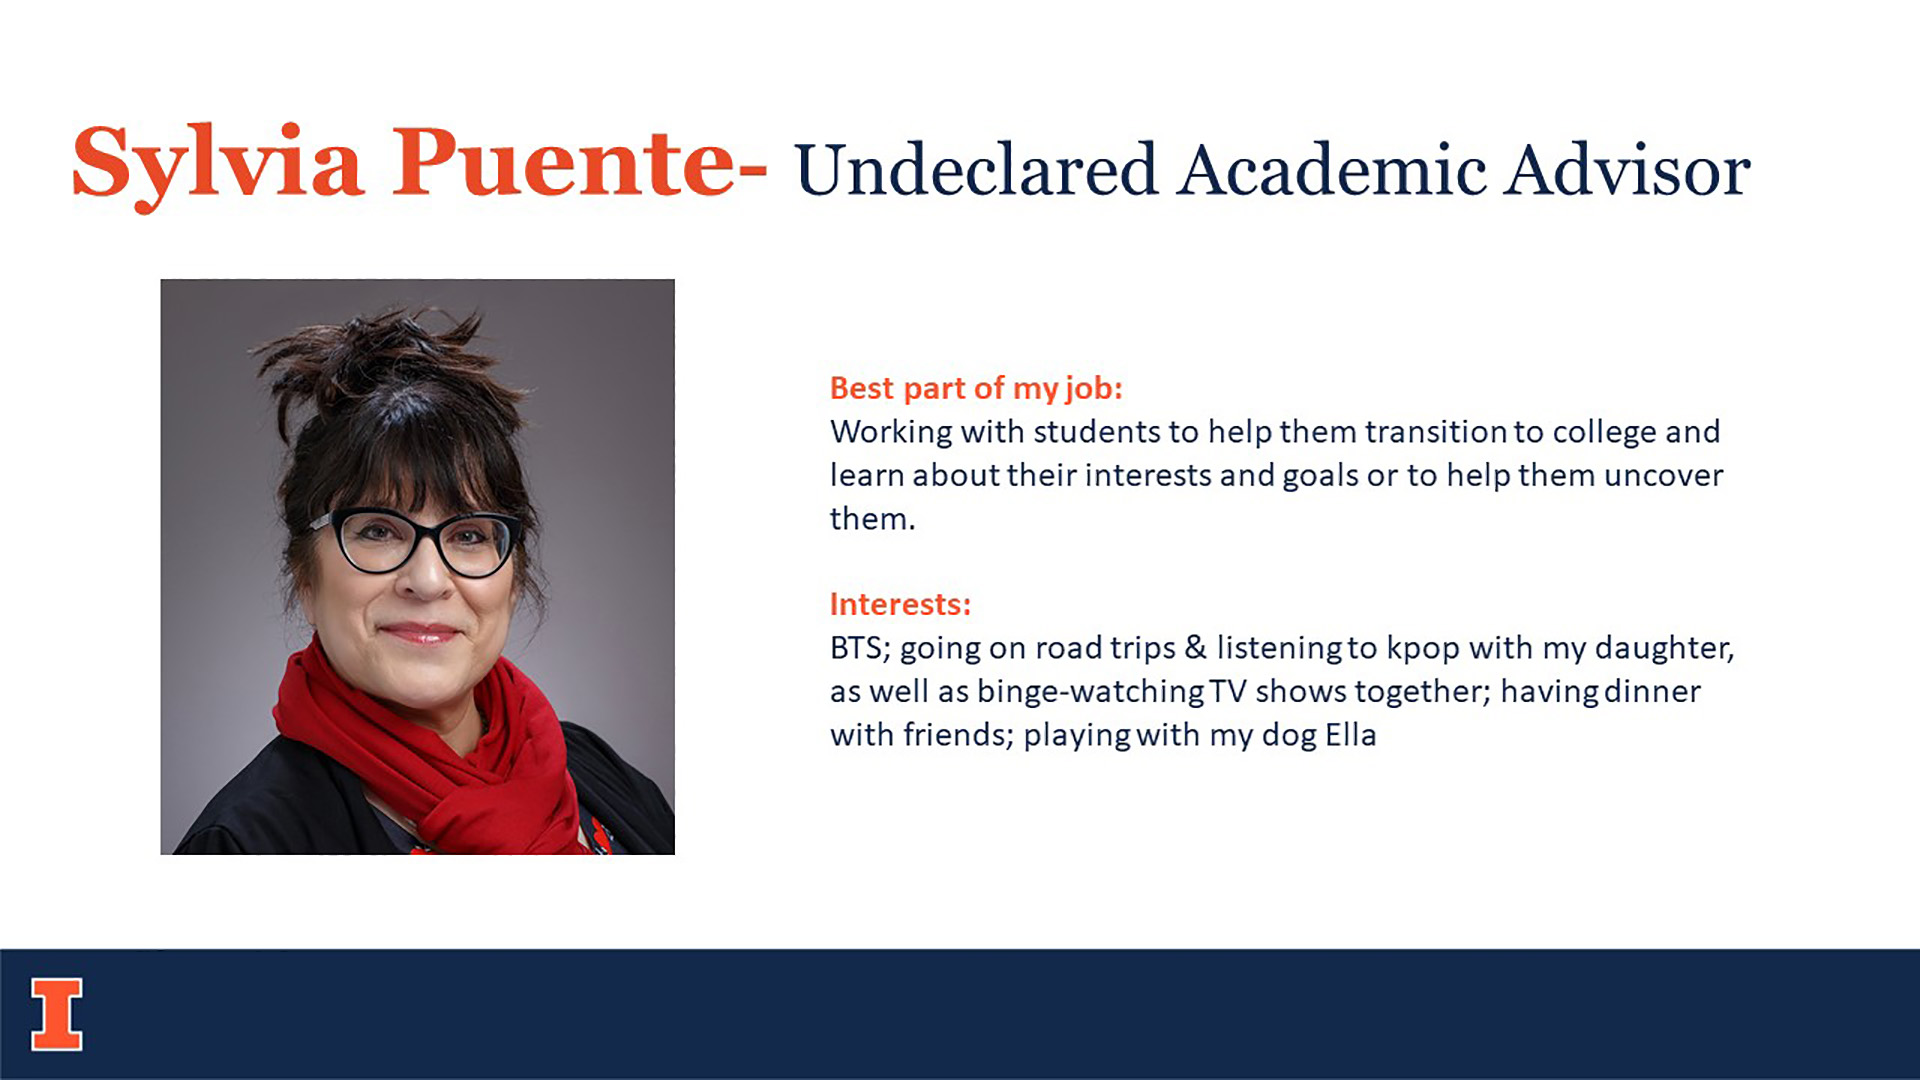 Sylvia Puente- Undeclared Academic Advisor
Best part of my job:
Working with students to help them transition to college and
learn about their interests and goals or to help them uncover
them.
Interests:
BTS; going on road trips & listening to kpop with my daughter,
as well as binge-watching TV shows together; having dinner
with friends; playing with my dog Ella
I